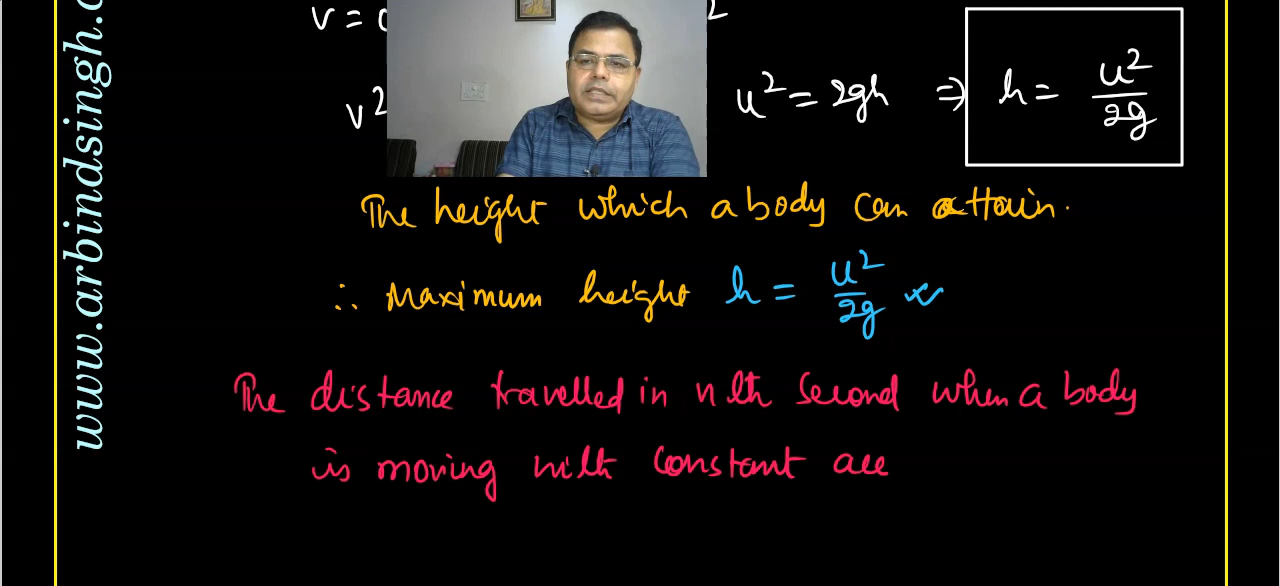 www.arbindsingh.c
v = 0
v²
u² = 2gh ⇒ h = u²/2g
The height which a body can attain.
∴ Maximum height h = u²/2g
The distance travelled in nth second when a body
is moving with constant acc